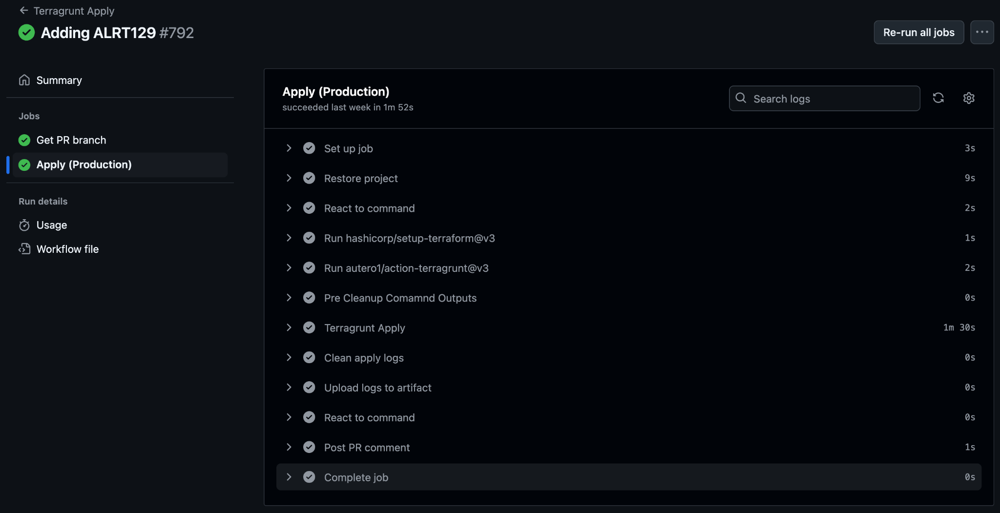 Terragrunt Apply
Adding ALRT129 #792
Re-run all jobs
Summary
Jobs
Get PR branch
Apply (Production)
Run details
Usage
Workflow file
Apply (Production)
succeeded last week in 1m 52s
Search logs
Set up job 3s
Restore project 9s
React to command 2s
Run hashicorp/setup-terraform@v3 1s
Run autero1/action-terragrunt@v3 2s
Pre Cleanup Comamnd Outputs 0s
Terragrunt Apply 1m 30s
Clean apply logs 0s
Upload logs to artifact 0s
React to command 0s
Post PR comment 1s
Complete job 0s